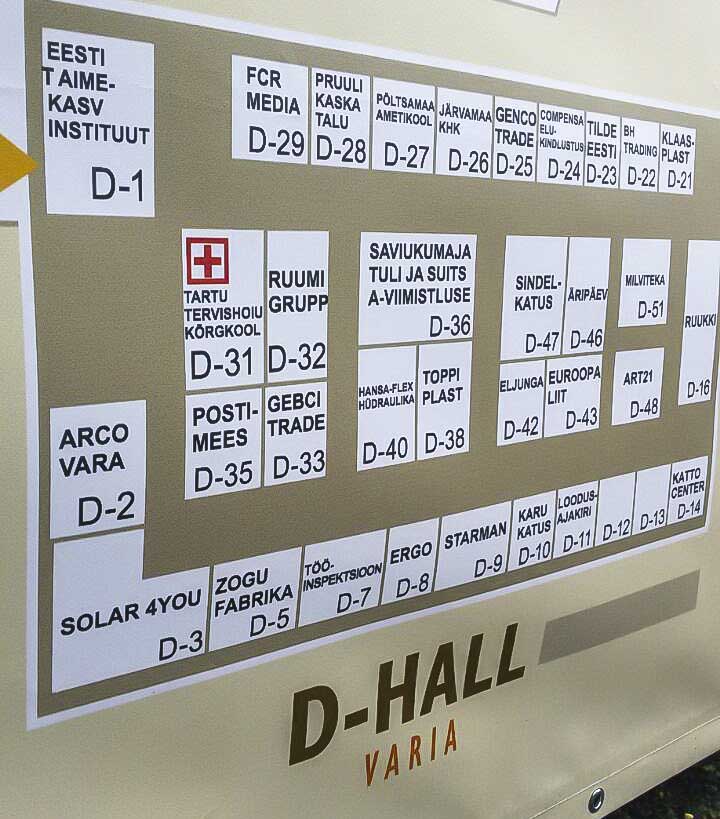 EESTI
TAIME-
KASV
INSTITUUT
D-1
FCR
MEDIA
D-29
PRUULI
KASKA
TALU
D-28
PÕLTSAMAA
AMETIKOOL
D-27
JÄRVAMAA
KHK
D-26
GENCO
TRADE
D-25
COMPENSA
ELU-
KINDLUSTUS
D-24
TILDE
EESTI
D-23
BH
TRADING
D-22
KLAAS-
PLAST
D-21
TARTU
TERVISHOIU
KÕRGKOOL
D-31
RUUMI
GRUPP
D-32
SAVIUKUMAJA
TULI JA SUITS
A-VIIMISTLUSE
D-36
SINDEL-
KATUS
D-47
ÄRIPÄEV
D-46
MILVITEKA
D-51
RUUKKI
D-16
POSTI-
MEES
D-35
GEBCI
TRADE
D-33
HANSA-FLEX
HÜDRAULIKA
D-40
TOPPI
PLAST
D-38
ELJUNGA
D-42
EUROOPA
LIIT
D-43
ART21
D-48
ARCO
VARA
D-2
SOLAR 4YOU
D-3
ZOGU
FABRIKA
D-5
TÖÖ-
INSPEKTSIOON
D-7
ERGO
D-8
STARMAN
D-9
KARU
KATUS
D-10
LOODUS-
AJAKIRI
D-11
D-12
D-13
KATTO
CENTER
D-14
D-HALL
VARIA